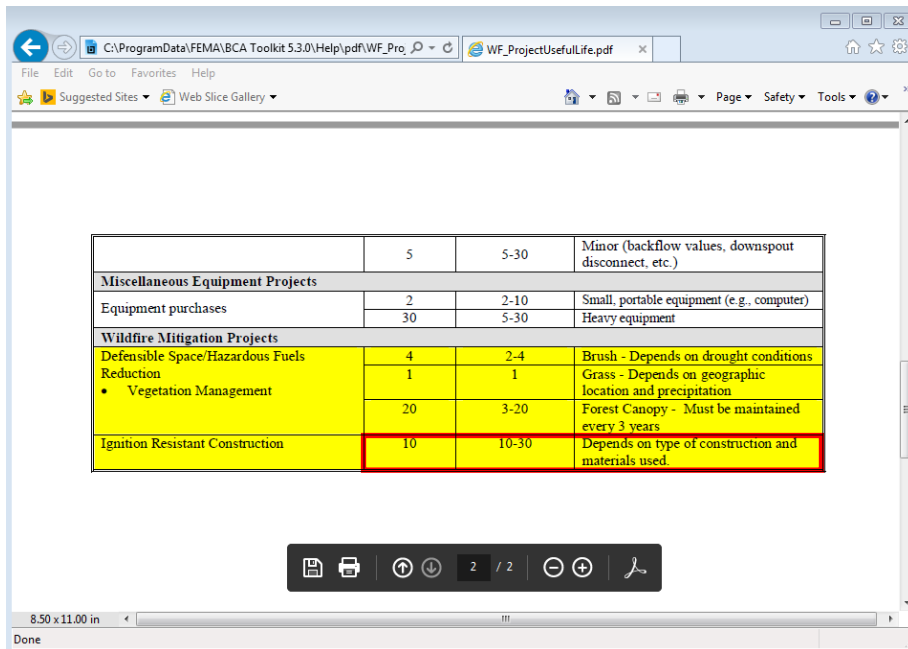 C:\ProgramData\FEMA\BCA Toolkit 5.3.0\Help\pdf\WF_Proj
WF_ProjectUsefulLife.pdf
File Edit Go to Favorites Help
Suggested Sites Web Slice Gallery
Page Safety Tools
5 5-30 Minor (backflow values, downspout
disconnect, etc.)
Miscellaneous Equipment Projects
Equipment purchases
2 2-10 Small, portable equipment (e.g., computer)
30 5-30 Heavy equipment
Wildfire Mitigation Projects
Defensible Space/Hazardous Fuels
Reduction
• Vegetation Management
4 2-4 Brush - Depends on drought conditions
1 1 Grass - Depends on geographic
location and precipitation
20 3-20 Forest Canopy - Must be maintained
every 3 years
Ignition Resistant Construction 10 10-30 Depends on type of construction and
materials used.
2 / 2
8.50 x 11.00 in
Done